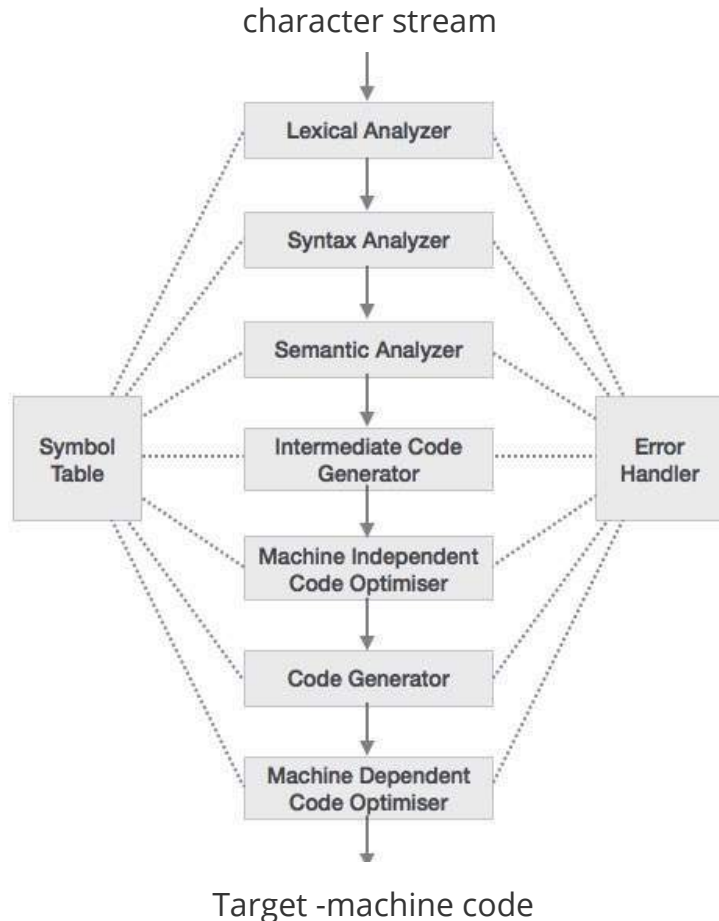 character stream
Lexical Analyzer
Syntax Analyzer
Semantic Analyzer
Symbol
Table
Intermediate Code
Generator
Error
Handler
Machine Independent
Code Optimiser
Code Generator
Machine Dependent
Code Optimiser
Target -machine code